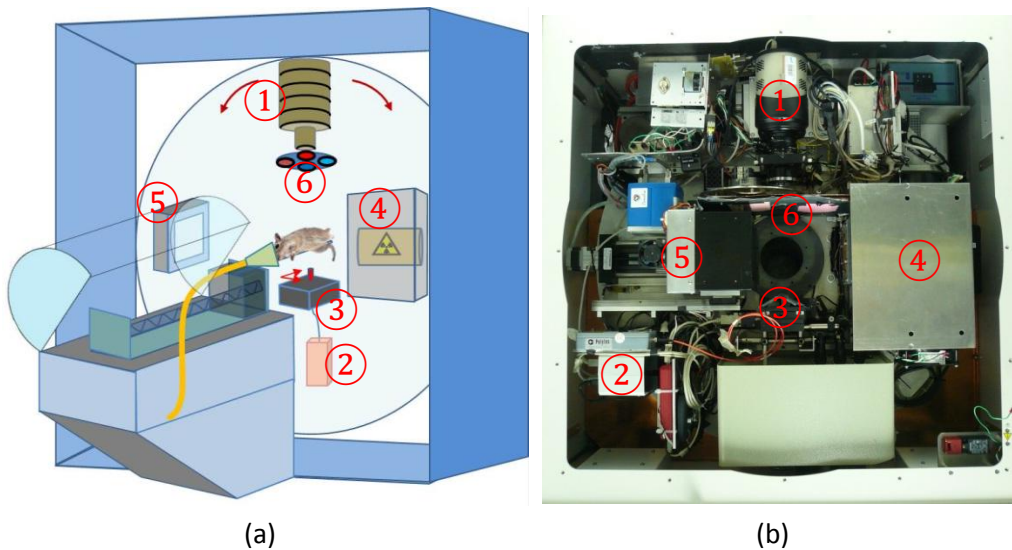 ① ① 
⑤ ⑥ ④ ⑥
⑤ ④
③ ③
② ②
(a) (b)